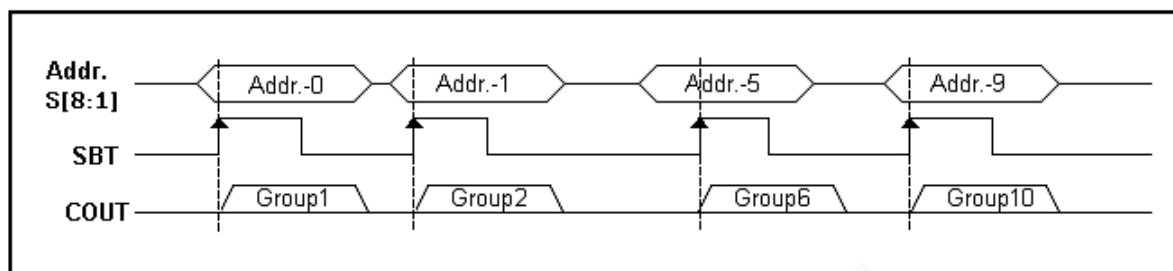 Addr. S[8:1]
Addr.-0 Addr.-1 Addr.-5 Addr.-9
SBT
COUT Group1 Group2 Group6 Group10